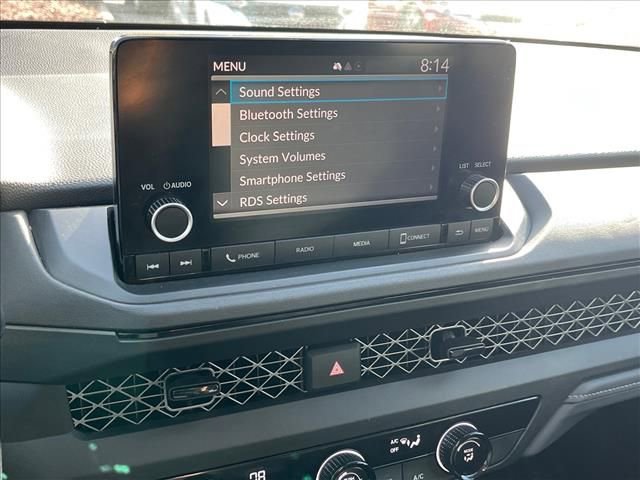 MENU 8:14
Sound Settings
Bluetooth Settings
Clock Settings
System Volumes
Smartphone Settings
RDS Settings
VOL AUDIO
LIST SELECT
PHONE RADIO MEDIA CONNECT MENU
A/C
OFF
A/C
MODE